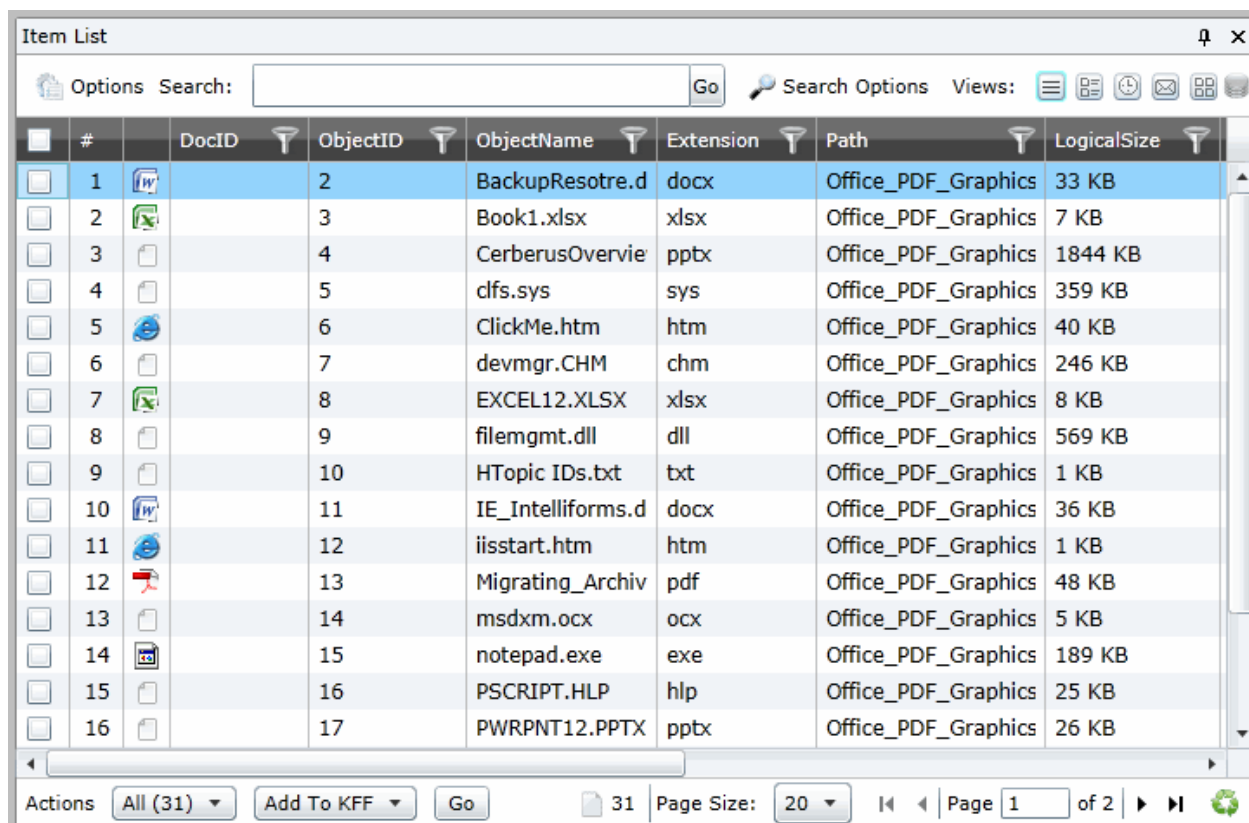 Item List
Options Search: Go Search Options Views:
# DocID ObjectID ObjectName Extension Path LogicalSize
1 2 BackupResotre.d docx Office_PDF_Graphics 33 KB
2 3 Book1.xlsx xlsx Office_PDF_Graphics 7 KB
3 4 CerberusOvervie pptx Office_PDF_Graphics 1844 KB
4 5 clfs.sys sys Office_PDF_Graphics 359 KB
5 6 ClickMe.htm htm Office_PDF_Graphics 40 KB
6 7 devmgr.CHM chm Office_PDF_Graphics 246 KB
7 8 EXCEL12.XLSX xlsx Office_PDF_Graphics 8 KB
8 9 filemgmt.dll dll Office_PDF_Graphics 569 KB
9 10 HTopic IDs.txt txt Office_PDF_Graphics 1 KB
10 11 IE_Intelliforms.d docx Office_PDF_Graphics 36 KB
11 12 iisstart.htm htm Office_PDF_Graphics 1 KB
12 13 Migrating_Archiv pdf Office_PDF_Graphics 48 KB
13 14 msdxm.ocx ocx Office_PDF_Graphics 5 KB
14 15 notepad.exe exe Office_PDF_Graphics 189 KB
15 16 PSCRIPT.HLP hlp Office_PDF_Graphics 25 KB
16 17 PWRPNT12.PPTX pptx Office_PDF_Graphics 26 KB
Actions All (31) Add To KFF Go 31 Page Size: 20 Page 1 of 2